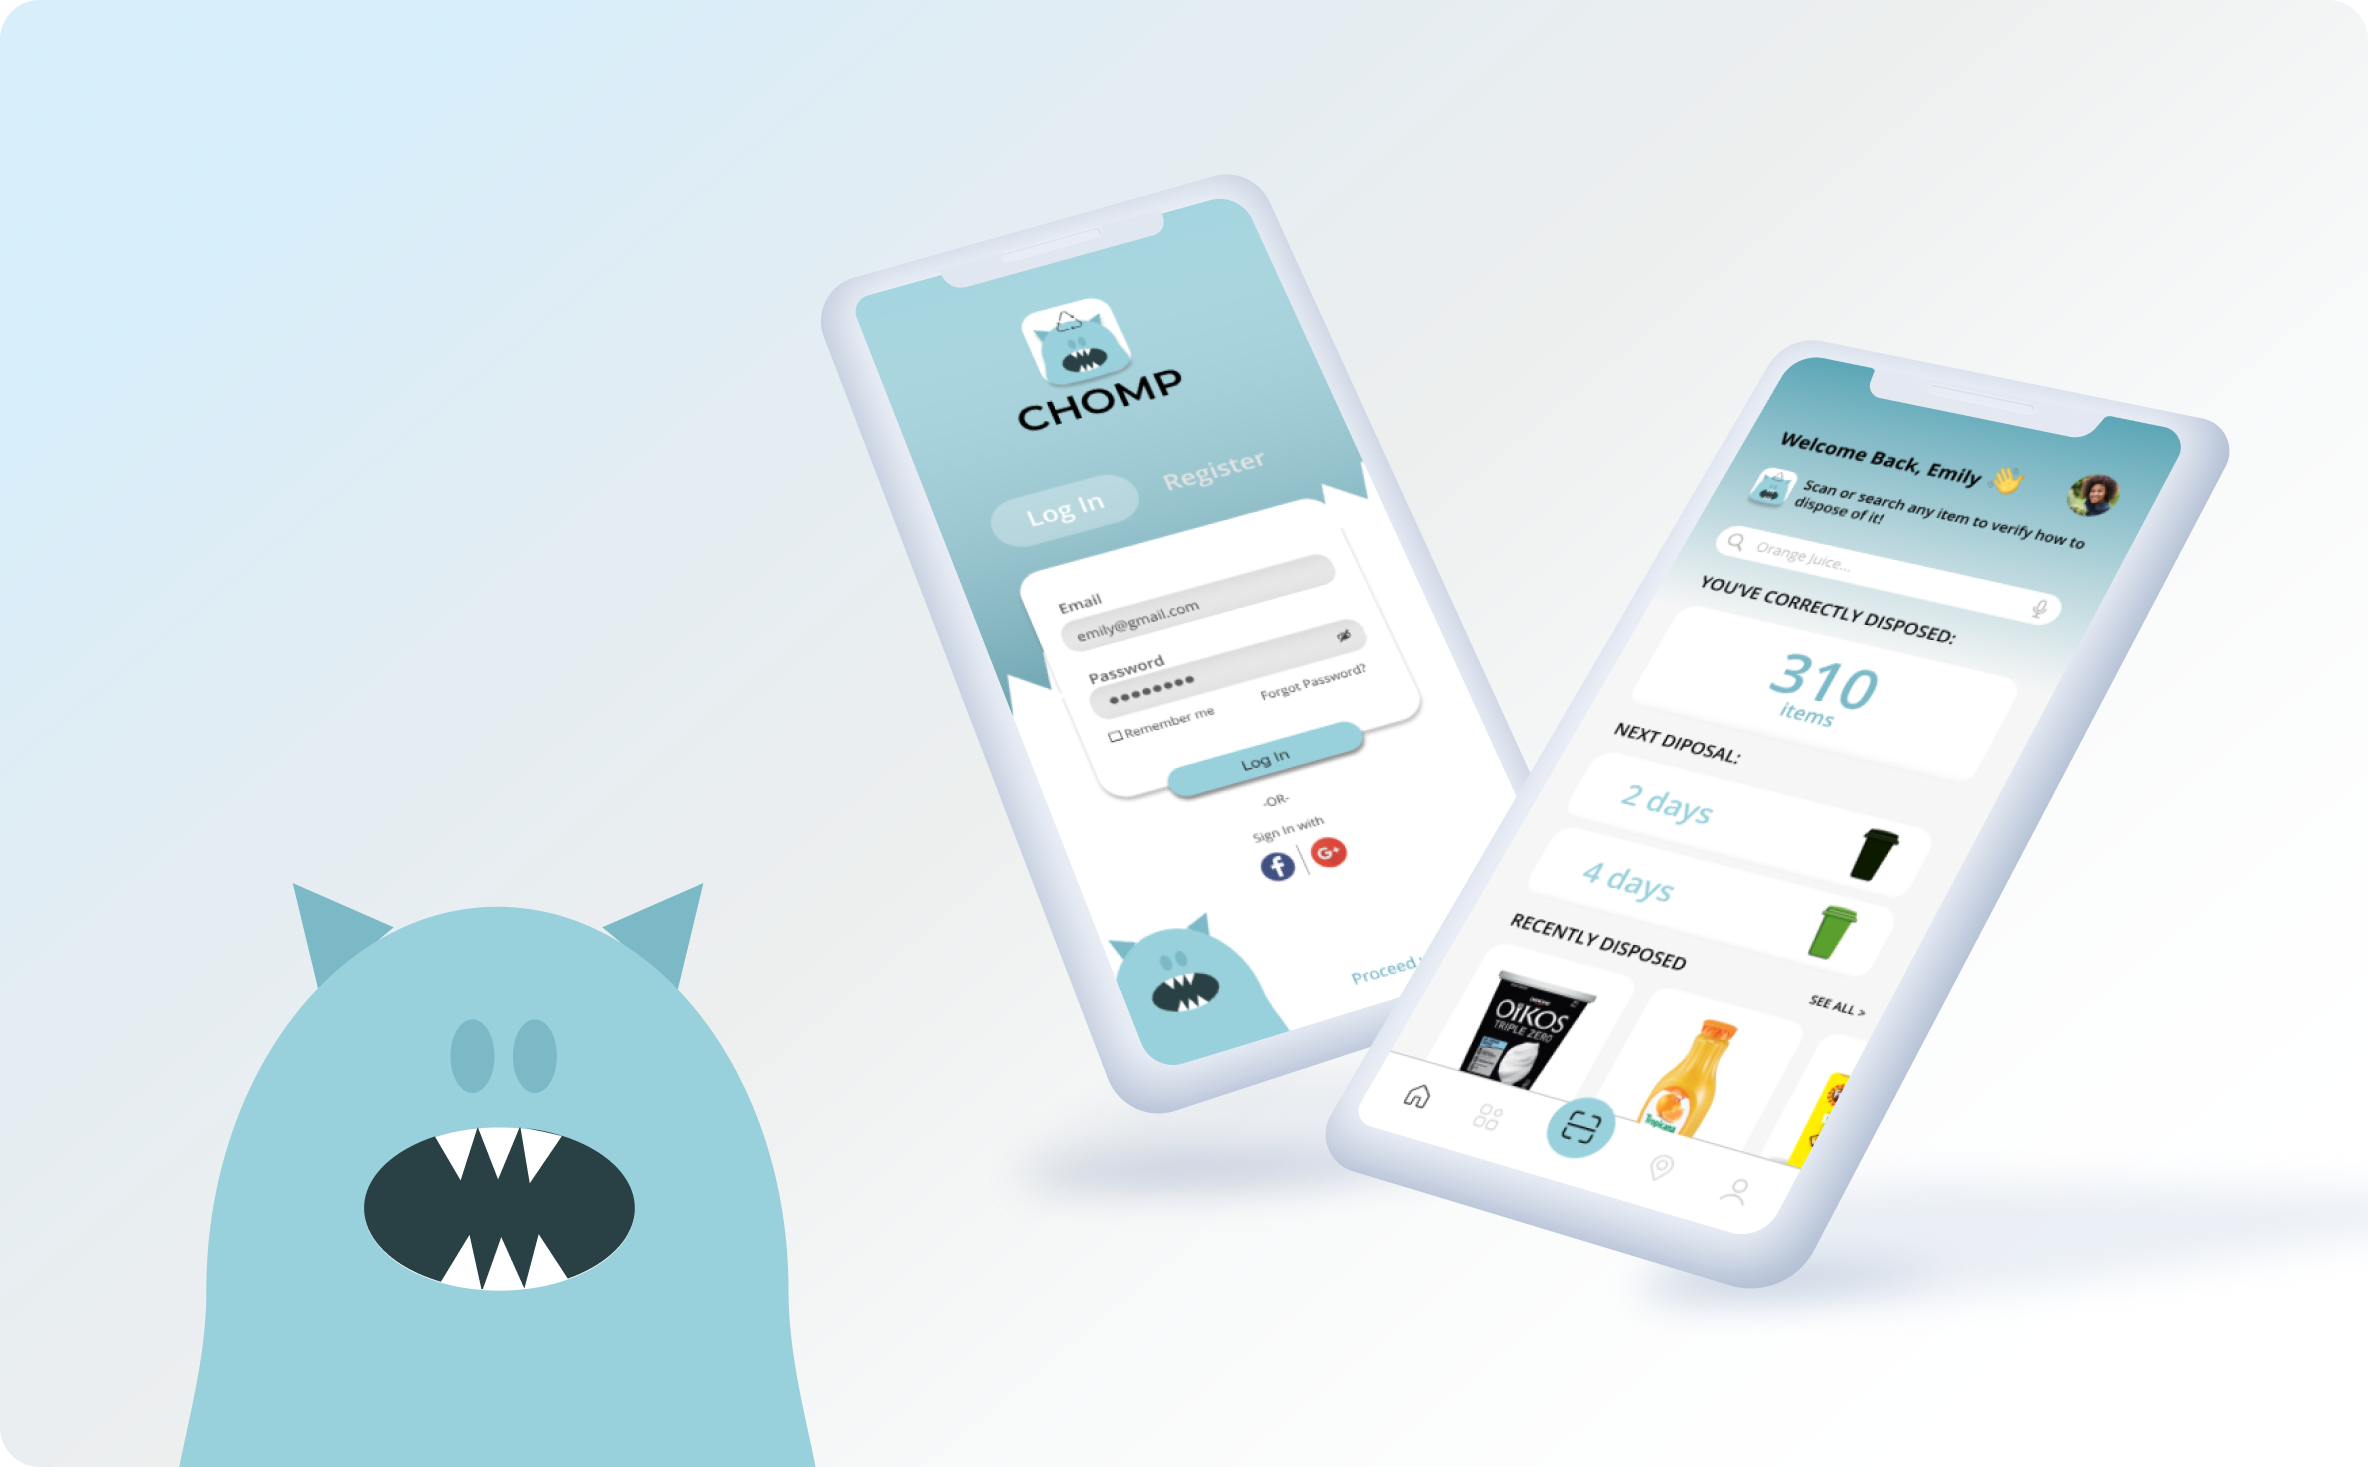 CHOMP
Log In
Register
Email
emily@gmail.com
Password
Remember me
Forgot Password?
Log In
-OR-
Sign In with
Proceed
Welcome Back, Emily
Scan or search any item to verify how to
dispose of it!
Orange Juice...
YOU'VE CORRECTLY DISPOSED:
310
items
NEXT DIPOSAL:
2 days
4 days
RECENTLY DISPOSED
SEE ALL >
OIKOS
TRIPLE ZERO
Tropicana